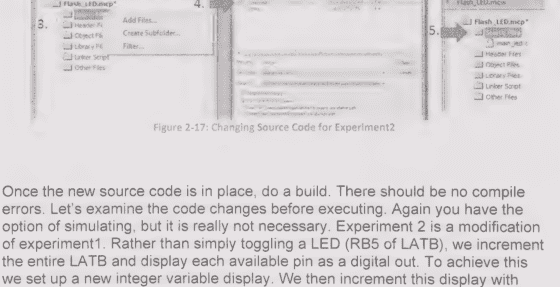 Flash_LED.mcp*
4.
Flash_LED.mcw
3.
Header Fi
Add Files...
Object Fil
Create Subfolder...
Library Fil
Filter...
Linker Script
Other Files
5.
Flash_LED.mcp*
Header Files
Object Files
Library Files
Linker Script
Other Files
Figure 2-17: Changing Source Code for Experiment2
Once the new source code is in place, do a build. There should be no compile
errors. Let's examine the code changes before executing. Again you have the
option of simulating, but it is really not necessary. Experiment 2 is a modification
of experiment1. Rather than simply toggling a LED (RB5 of LATB), we increment
the entire LATB and display each available pin as a digital out. To achieve this
we set up a new integer variable display. We then increment this display with